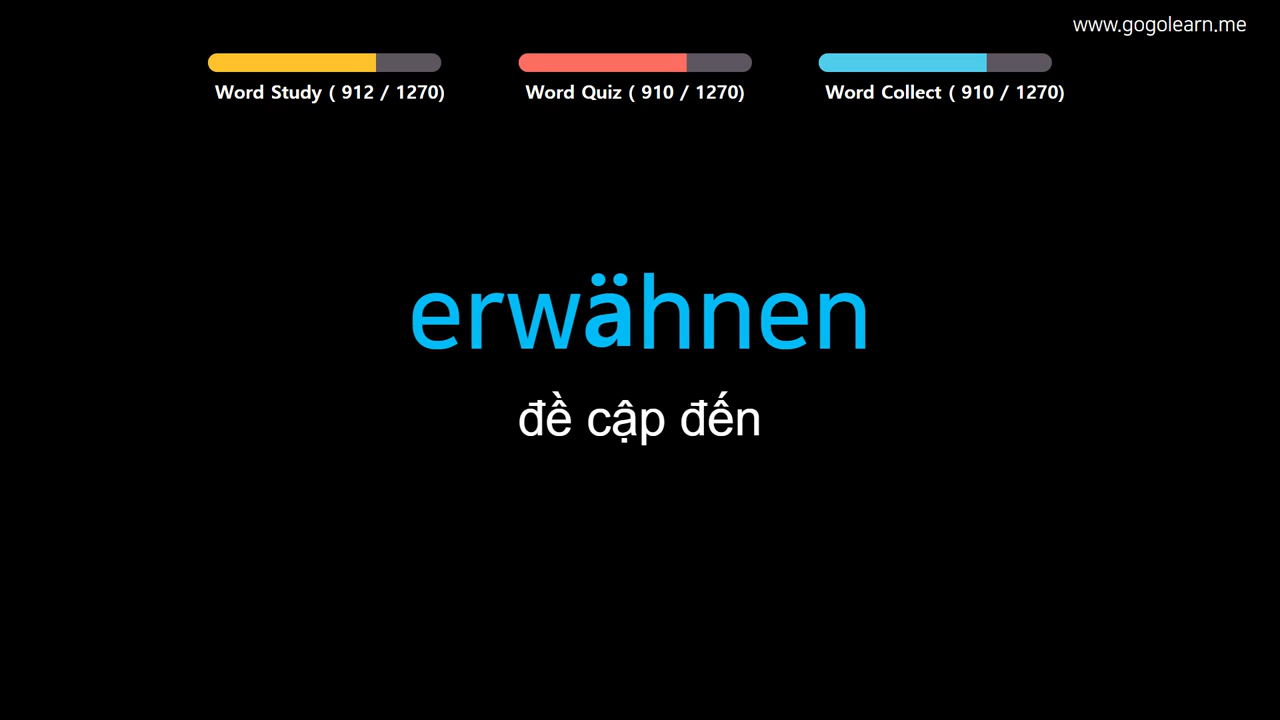 www.gogolearn.me
Word Study ( 912 / 1270)
Word Quiz ( 910 / 1270)
Word Collect ( 910 / 1270)
erwähnen
đề cập đến